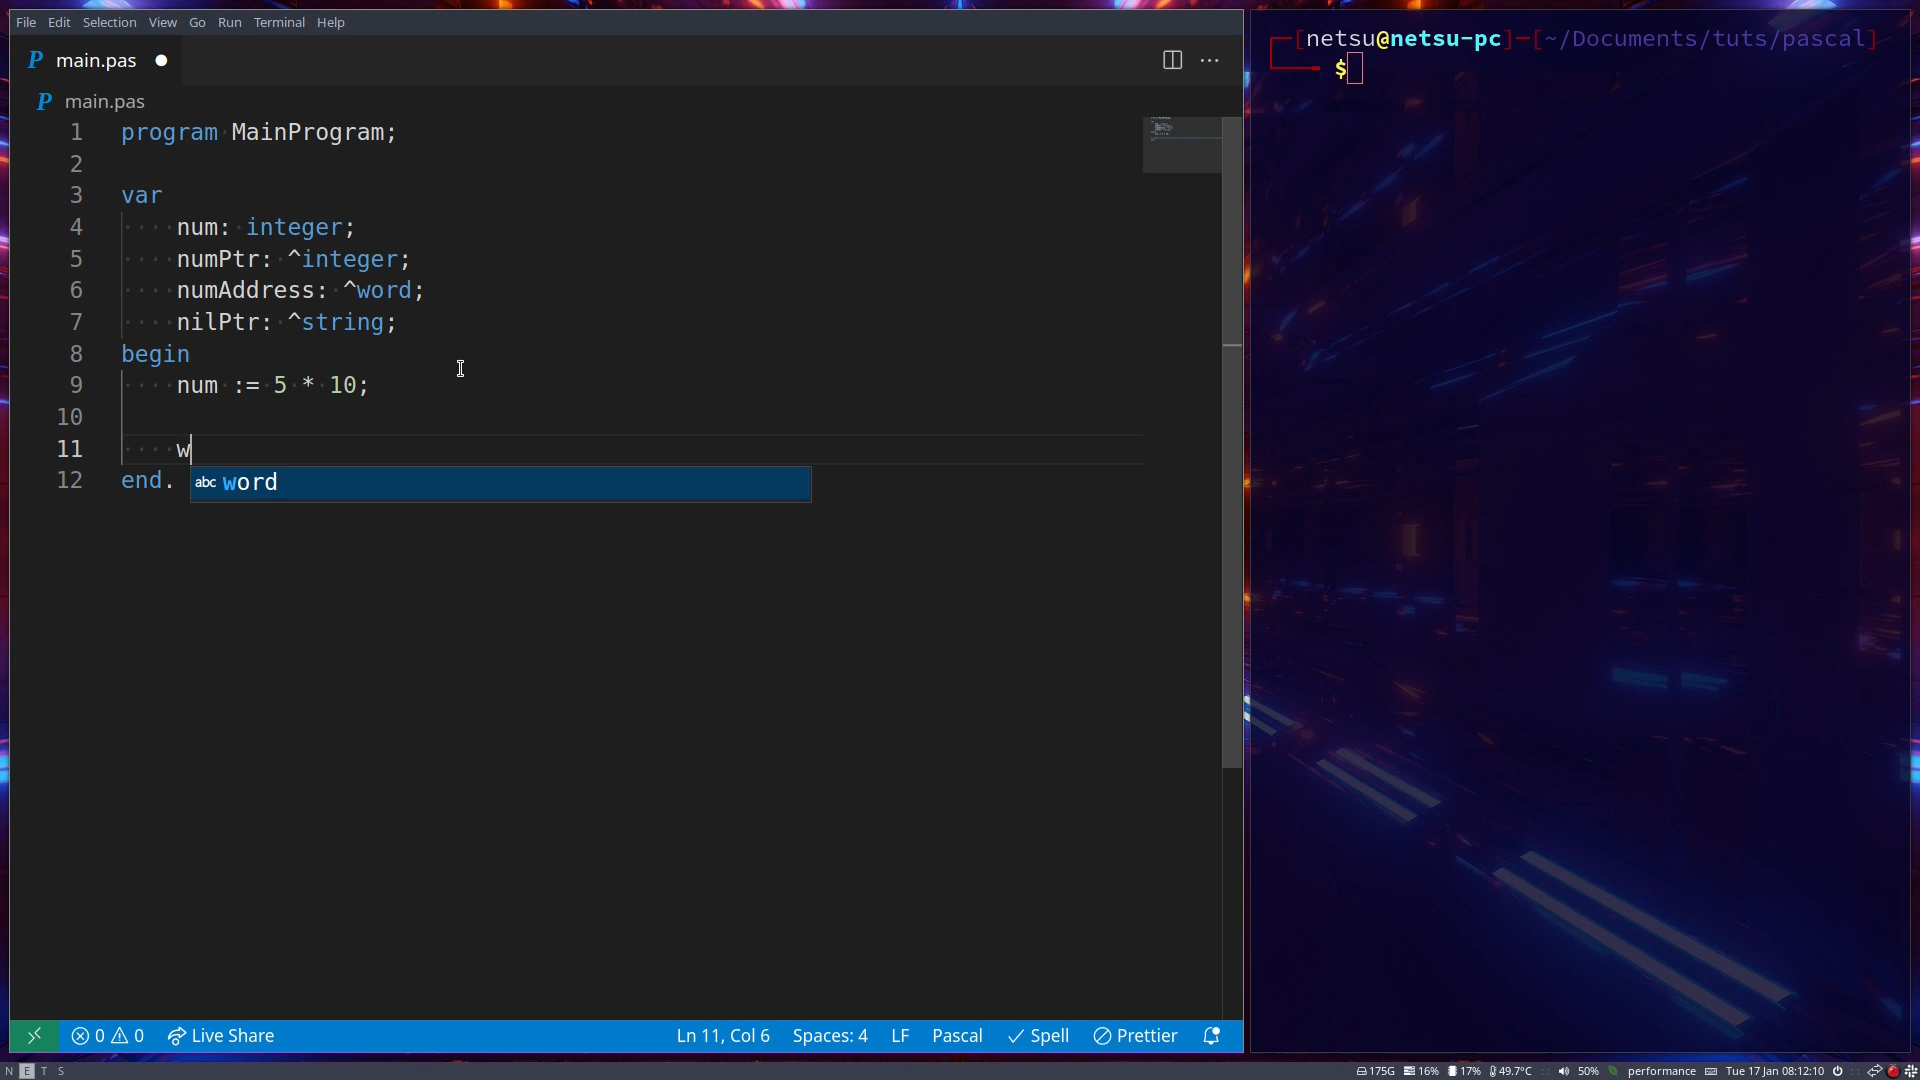 File Edit Selection View Go Run Terminal Help
main.pas
main.pas
1 program MainProgram;
2
3 var
4 num: integer;
5 numPtr: ^integer;
6 numAddress: ^word;
7 nilPtr: ^string;
8 begin
9 num := 5 * 10;
10
11 w
abc word
12 end.
0 0 Live Share Ln 11, Col 6 Spaces: 4 LF Pascal Spell Prettier
[netsu@netsu-pc]-[~/Documents/tuts/pascal]
$
N E T S 175G 16% 17% 49.7°C 50% performance Tue 17 Jan 08:12:10